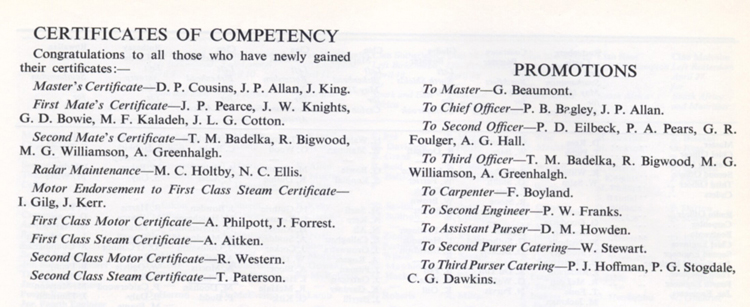 CERTIFICATES OF COMPETENCY
Congratulations to all those who have newly gained
their certificates:—
Master's Certificate—D. P. Cousins, J. P. Allan, J. King.
First Mate's Certificate—J. P. Pearce, J. W. Knights,
G. D. Bowie, M. F. Kaladeh, J. L. G. Cotton.
Second Mate's Certificate—T. M. Badelka, R. Bigwood,
M. G. Williamson, A. Greenhalgh.
Radar Maintenance—M. C. Holtby, N. C. Ellis.
Motor Endorsement to First Class Steam Certificate—
I. Gilg, J. Kerr.
First Class Motor Certificate—A. Philpott, J. Forrest.
First Class Steam Certificate—A. Aitken.
Second Class Motor Certificate—R. Western.
Second Class Steam Certificate—T. Paterson.
PROMOTIONS
To Master—G. Beaumont.
To Chief Officer—P. B. Bagley, J. P. Allan.
To Second Officer—P. D. Eilbeck, P. A. Pears, G. R.
Foulger, A. G. Hall.
To Third Officer—T. M. Badelka, R. Bigwood, M. G.
Williamson, A. Greenhalgh.
To Carpenter—F. Boyland.
To Second Engineer—P. W. Franks.
To Assistant Purser—D. M. Howden.
To Second Purser Catering—W. Stewart.
To Third Purser Catering—P. J. Hoffman, P. G. Stogdale,
C. G. Dawkins.